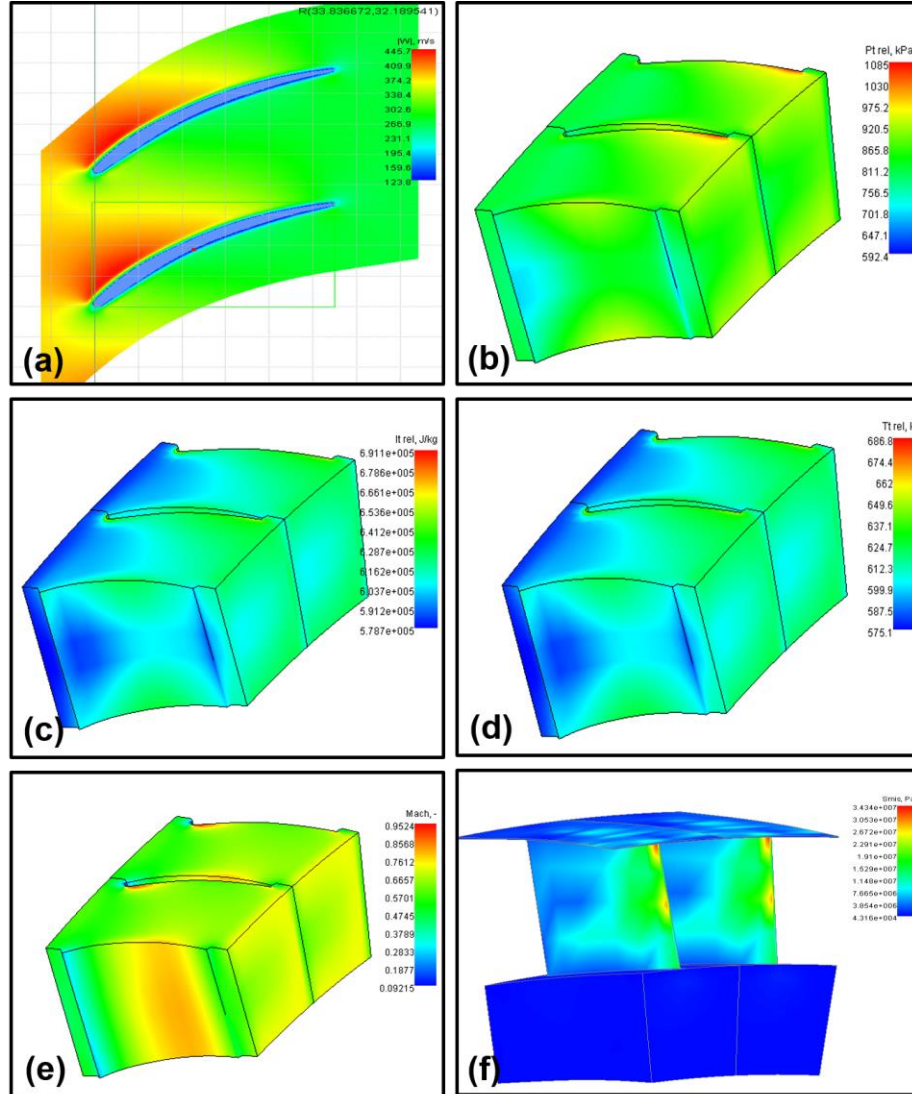 R(33.836672,32.189541)
|W|, m/s
445.7
409.9
374.2
338.4
302.6
266.9
231.1
195.4
159.6
123.8
(a)
Pt rel, kPa
1085
1030
975.2
920.5
865.8
811.2
756.5
701.8
647.1
592.4
(b)
It rel, J/kg
6.911e+005
6.786e+005
6.661e+005
6.536e+005
6.412e+005
6.287e+005
6.162e+005
6.037e+005
5.912e+005
5.787e+005
(c)
Tt rel,
686.8
674.4
662
649.6
637.1
624.7
612.3
599.9
587.5
575.1
(d)
Mach, -
0.9524
0.8568
0.7612
0.6657
0.5701
0.4745
0.3789
0.2833
0.1877
0.09215
(e)
Smis, Pa
3.434e+007
3.053e+007
2.672e+007
2.291e+007
1.91e+007
1.529e+007
1.148e+007
7.665e+006
3.854e+006
4.316e+004
(f)